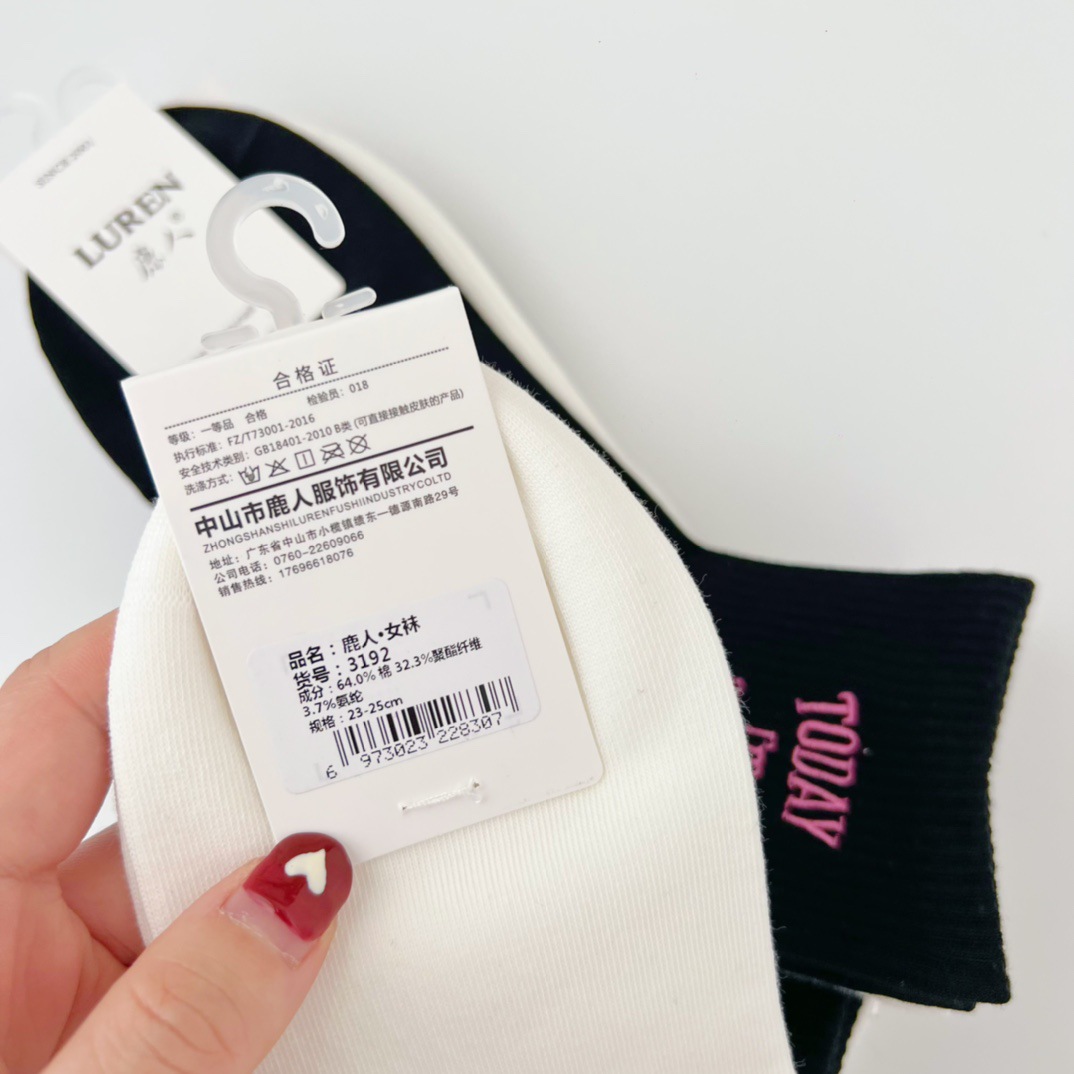 SINCE2001
LUREN®
鹿人
合格证
等级：一等品 合格 检验员：018
执行标准：FZ/T73001-2016
安全技术类别：GB18401-2010 B类 (可直接接触皮肤的产品)
洗涤方式：
中山市鹿人服饰有限公司
ZHONGSHANSHILURENFUSHIINDUSTRYCOLTD
地址：广东省中山市小榄镇绩东一德源南路29号
公司电话：0760-22609066
销售热线：17696618076
品名：鹿人•女袜
货号：3192
成分：64.0% 棉 32.3%聚酯纤维
3.7%氨纶
规格：23-25cm
6 973023 228307
TODAY